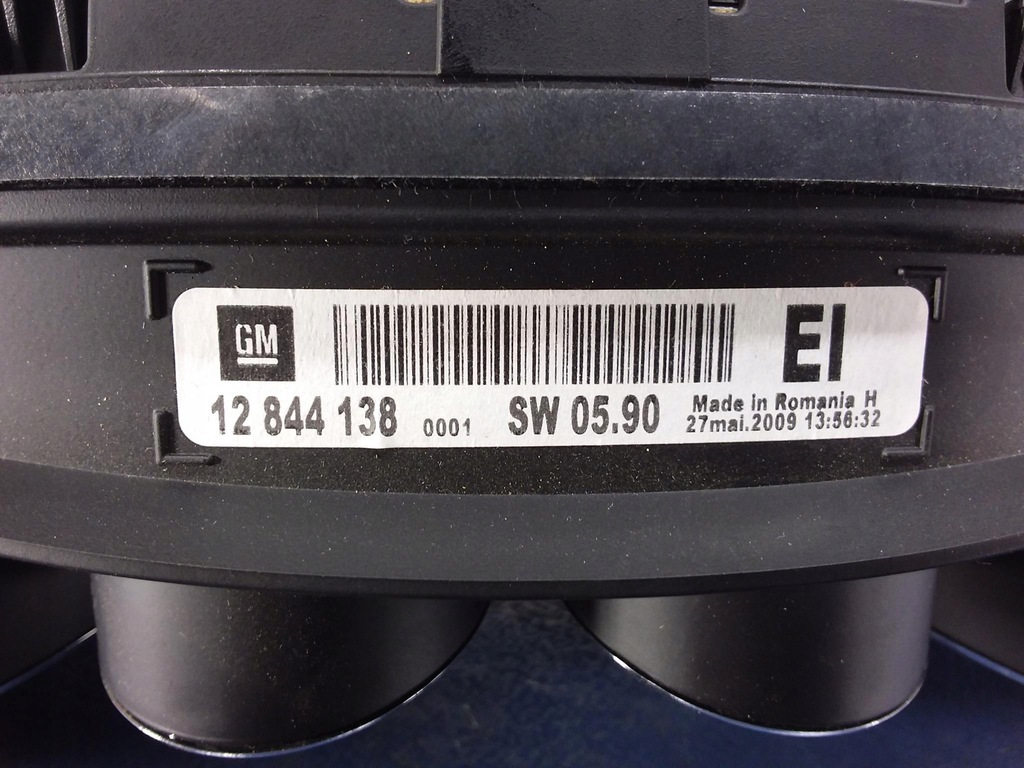 GM
EI
12 844 138 0001 SW 05.90
Made in Romania H
27mai.2009 13:56:32